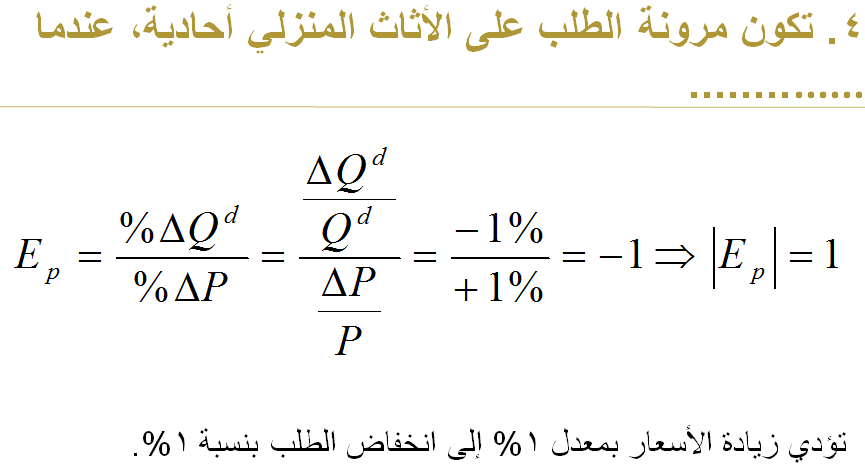 ٤. تكون مرونة الطلب على الأثاث المنزلي أحادية، عندما
..............
E_p = %ΔQ^d / %ΔP = (ΔQ^d / Q^d) / (ΔP / P) = −1% / +1% = −1 ⇒ |E_p| = 1
تؤدي زيادة الأسعار بمعدل ١% إلى انخفاض الطلب بنسبة ١%.